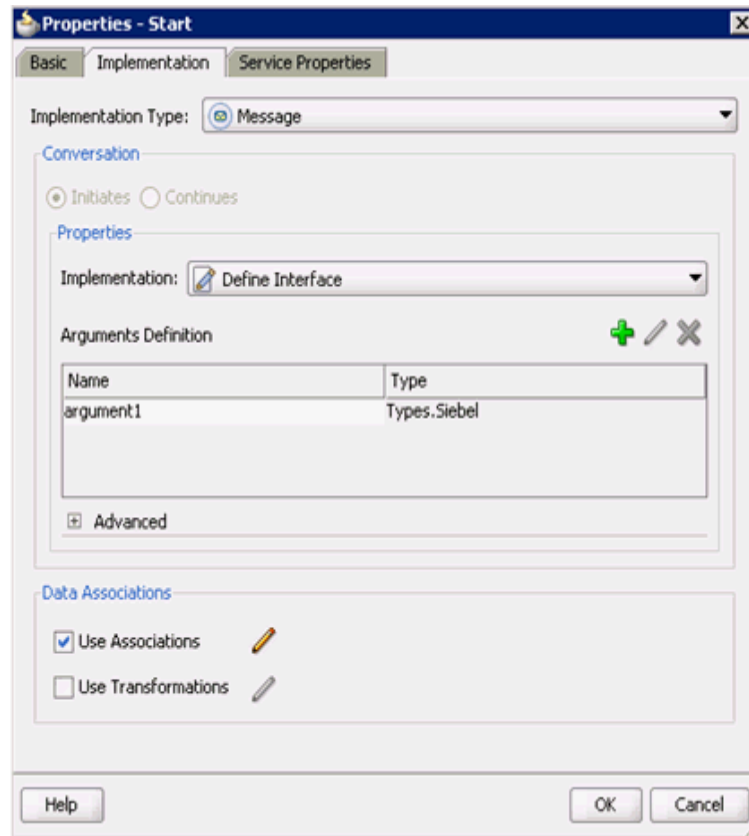 Properties - Start
Basic Implementation Service Properties
Implementation Type: Message
Conversation
Initiates Continues
Properties
Implementation: Define Interface
Arguments Definition
Name Type
argument1 Types.Siebel
Advanced
Data Associations
Use Associations
Use Transformations
Help OK Cancel